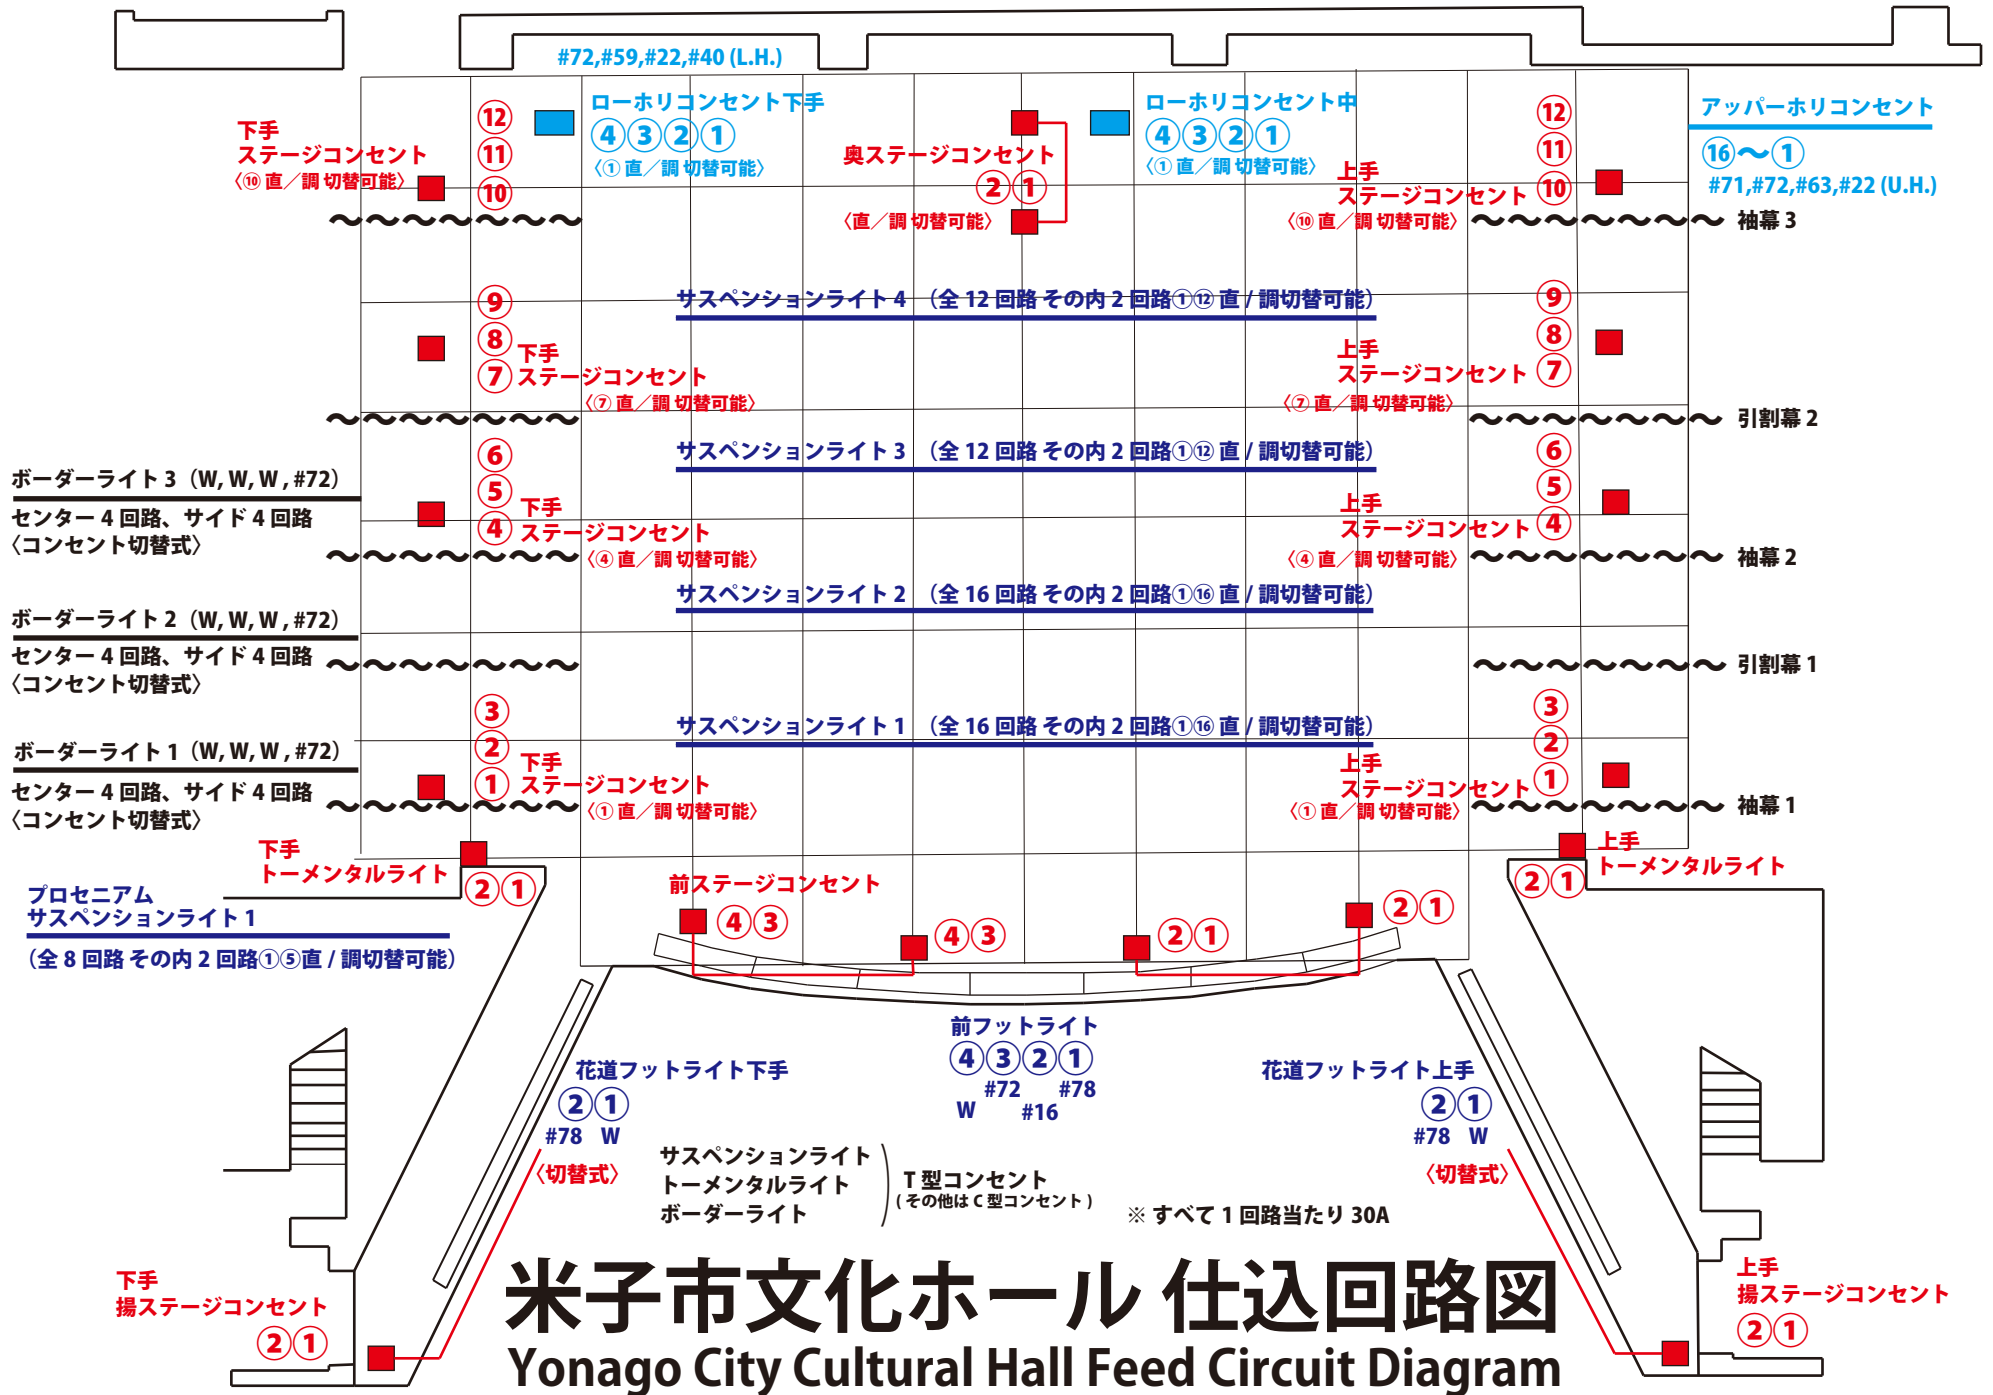 #72,#59,#22,#40 (L.H.)
下手
ステージコンセント
〈⑩ 直／調 切替可能〉
⑫
⑪
⑩
ローホリコンセント下手
④③②①
〈① 直／調 切替可能〉
奥ステージコンセント
②①
〈直／調 切替可能〉
ローホリコンセント中
④③②①
〈① 直／調 切替可能〉
上手
ステージコンセント
〈⑩ 直／調 切替可能〉
⑫
⑪
⑩
アッパーホリコンセント
⑯〜①
#71,#72,#63,#22 (U.H.)
袖幕 3
サスペンションライト 4 （全 12 回路 その内 2 回路①⑫ 直 / 調切替可能）
⑨
⑧
⑦
下手
ステージコンセント
〈⑦ 直／調 切替可能〉
上手
ステージコンセント
〈⑦ 直／調 切替可能〉
⑨
⑧
⑦
引割幕 2
サスペンションライト 3 （全 12 回路 その内 2 回路①⑫ 直 / 調切替可能）
ボーダーライト 3（W, W, W , #72）
センター 4 回路、サイド 4 回路
〈コンセント切替式〉
⑥
⑤
④
下手
ステージコンセント
〈④ 直／調 切替可能〉
上手
ステージコンセント
〈④ 直／調 切替可能〉
⑥
⑤
④
袖幕 2
サスペンションライト 2 （全 16 回路 その内 2 回路①⑯ 直 / 調切替可能）
ボーダーライト 2（W, W, W , #72）
センター 4 回路、サイド 4 回路
〈コンセント切替式〉
引割幕 1
サスペンションライト 1 （全 16 回路 その内 2 回路①⑯ 直 / 調切替可能）
ボーダーライト 1（W, W, W , #72）
センター 4 回路、サイド 4 回路
〈コンセント切替式〉
③
②
①
下手
ステージコンセント
〈① 直／調 切替可能〉
上手
ステージコンセント
〈① 直／調 切替可能〉
③
②
①
袖幕 1
下手
トーメンタルライト
②①
上手
トーメンタルライト
②①
プロセニアム
サスペンションライト 1
（全 8 回路 その内 2 回路①⑤直 / 調切替可能）
前ステージコンセント
④③
④③
②①
②①
前フットライト
④③②①
#72 #78
W #16
花道フットライト下手
②①
#78 W
〈切替式〉
花道フットライト上手
②①
#78 W
〈切替式〉
サスペンションライト
トーメンタルライト
ボーダーライト
T 型コンセント
( その他は C 型コンセント )
※ すべて 1 回路当たり 30A
下手
揚ステージコンセント
②①
上手
揚ステージコンセント
②①
米子市文化ホール 仕込回路図
Yonago City Cultural Hall Feed Circuit Diagram